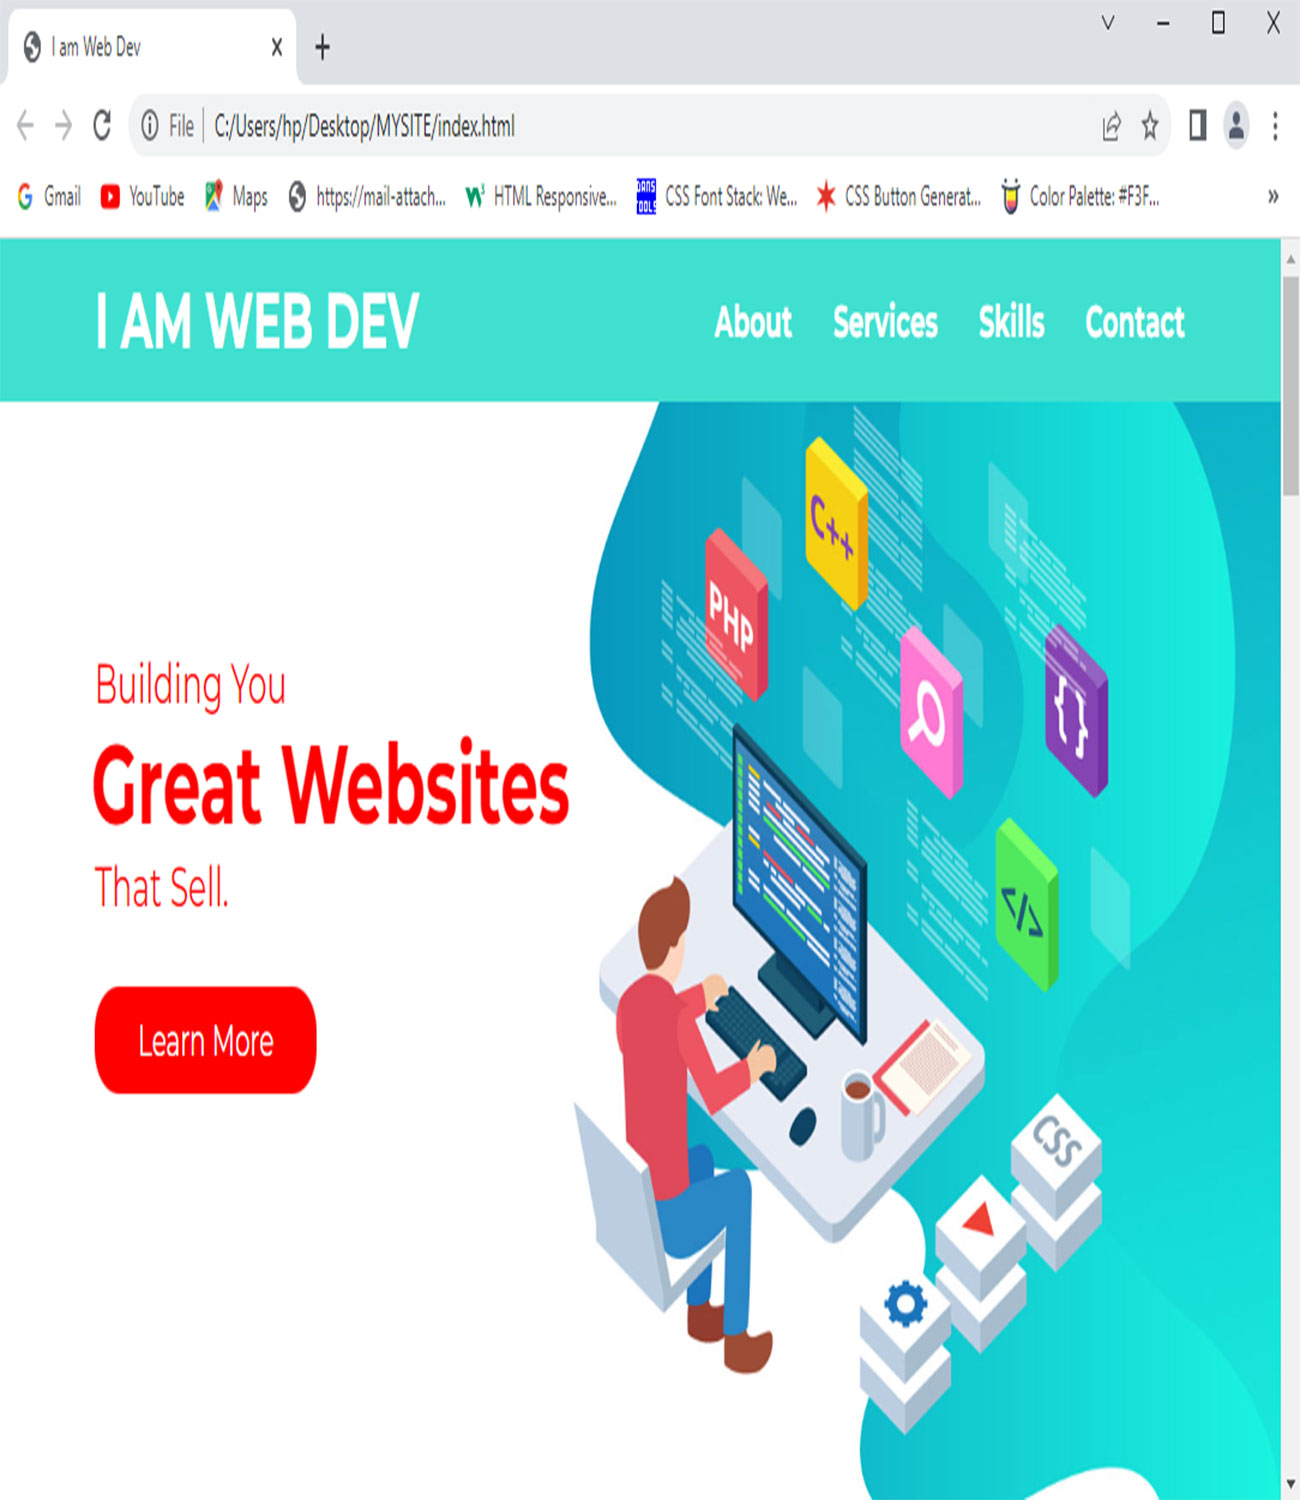 I am Web Dev
File C:/Users/hp/Desktop/MYSITE/index.html
Gmail YouTube Maps https://mail-attach... HTML Responsive... CSS Font Stack: We... CSS Button Generat... Color Palette: #F3F...
I AM WEB DEV About Services Skills Contact
C++
PHP
{}
Building You
Great Websites
That Sell.
</>
Learn More
CSS